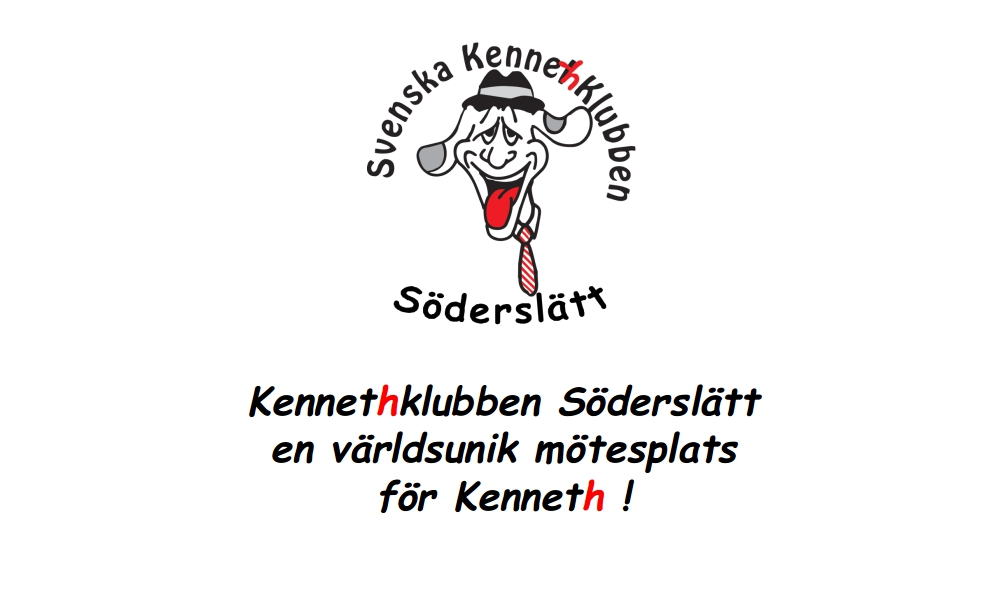 Svenska KennethKlubben
Söderslätt
Kennethklubben Söderslätt
en världsunik mötesplats
för Kenneth !